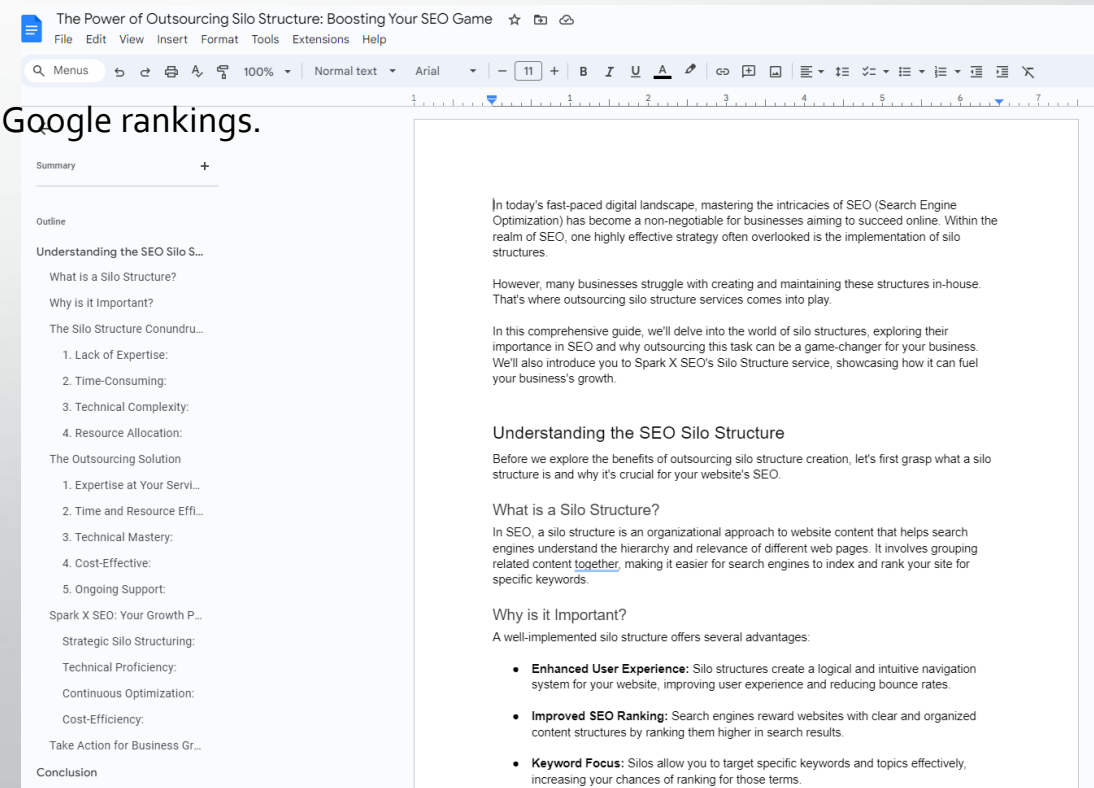 The Power of Outsourcing Silo Structure: Boosting Your SEO Game
File Edit View Insert Format Tools Extensions Help
Menus 100% Normal text Arial 11 B I U A
1 1 2 3 4 5 6 7
Google rankings.
Summary
Outline
Understanding the SEO Silo S...
What is a Silo Structure?
Why is it Important?
The Silo Structure Conundru...
1. Lack of Expertise:
2. Time-Consuming:
3. Technical Complexity:
4. Resource Allocation:
The Outsourcing Solution
1. Expertise at Your Servi...
2. Time and Resource Effi...
3. Technical Mastery:
4. Cost-Effective:
5. Ongoing Support:
Spark X SEO: Your Growth P...
Strategic Silo Structuring:
Technical Proficiency:
Continuous Optimization:
Cost-Efficiency:
Take Action for Business Gr...
Conclusion
In today's fast-paced digital landscape, mastering the intricacies of SEO (Search Engine
Optimization) has become a non-negotiable for businesses aiming to succeed online. Within the
realm of SEO, one highly effective strategy often overlooked is the implementation of silo
structures.
However, many businesses struggle with creating and maintaining these structures in-house.
That's where outsourcing silo structure services comes into play.
In this comprehensive guide, we'll delve into the world of silo structures, exploring their
importance in SEO and why outsourcing this task can be a game-changer for your business.
We'll also introduce you to Spark X SEO's Silo Structure service, showcasing how it can fuel
your business's growth.
Understanding the SEO Silo Structure
Before we explore the benefits of outsourcing silo structure creation, let's first grasp what a silo
structure is and why it's crucial for your website's SEO.
What is a Silo Structure?
In SEO, a silo structure is an organizational approach to website content that helps search
engines understand the hierarchy and relevance of different web pages. It involves grouping
related content together, making it easier for search engines to index and rank your site for
specific keywords.
Why is it Important?
A well-implemented silo structure offers several advantages:
● Enhanced User Experience: Silo structures create a logical and intuitive navigation
system for your website, improving user experience and reducing bounce rates.
● Improved SEO Ranking: Search engines reward websites with clear and organized
content structures by ranking them higher in search results.
● Keyword Focus: Silos allow you to target specific keywords and topics effectively,
increasing your chances of ranking for those terms.